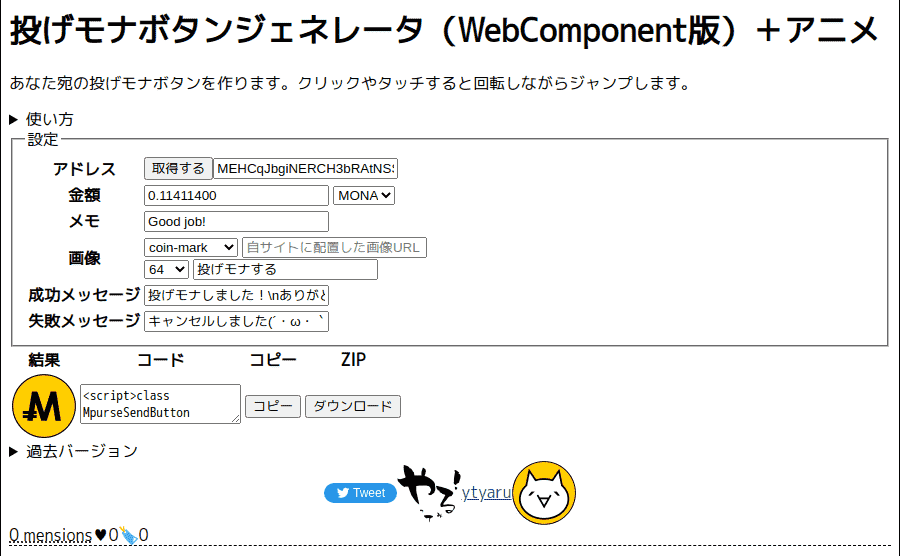 投げモナボタンジェネレータ（WebComponent版）＋アニメ
あなた宛の投げモナボタンを作ります。クリックやタッチすると回転しながらジャンプします。
▶ 使い方
設定
アドレス 取得する MEHCqJbgiNERCH3bRAtNS
金額 0.11411400 MONA
メモ Good job!
画像 coin-mark 自サイトに配置した画像URL
64 投げモナする
成功メッセージ 投げモナしました！\nありがと
失敗メッセージ キャンセルしました(´・ω・｀
結果 コード コピー ZIP
<script>class
MpurseSendButton
コピー ダウンロード
▶ 過去バージョン
Tweet やる! ytyaru
0 mensions♥0🏷0